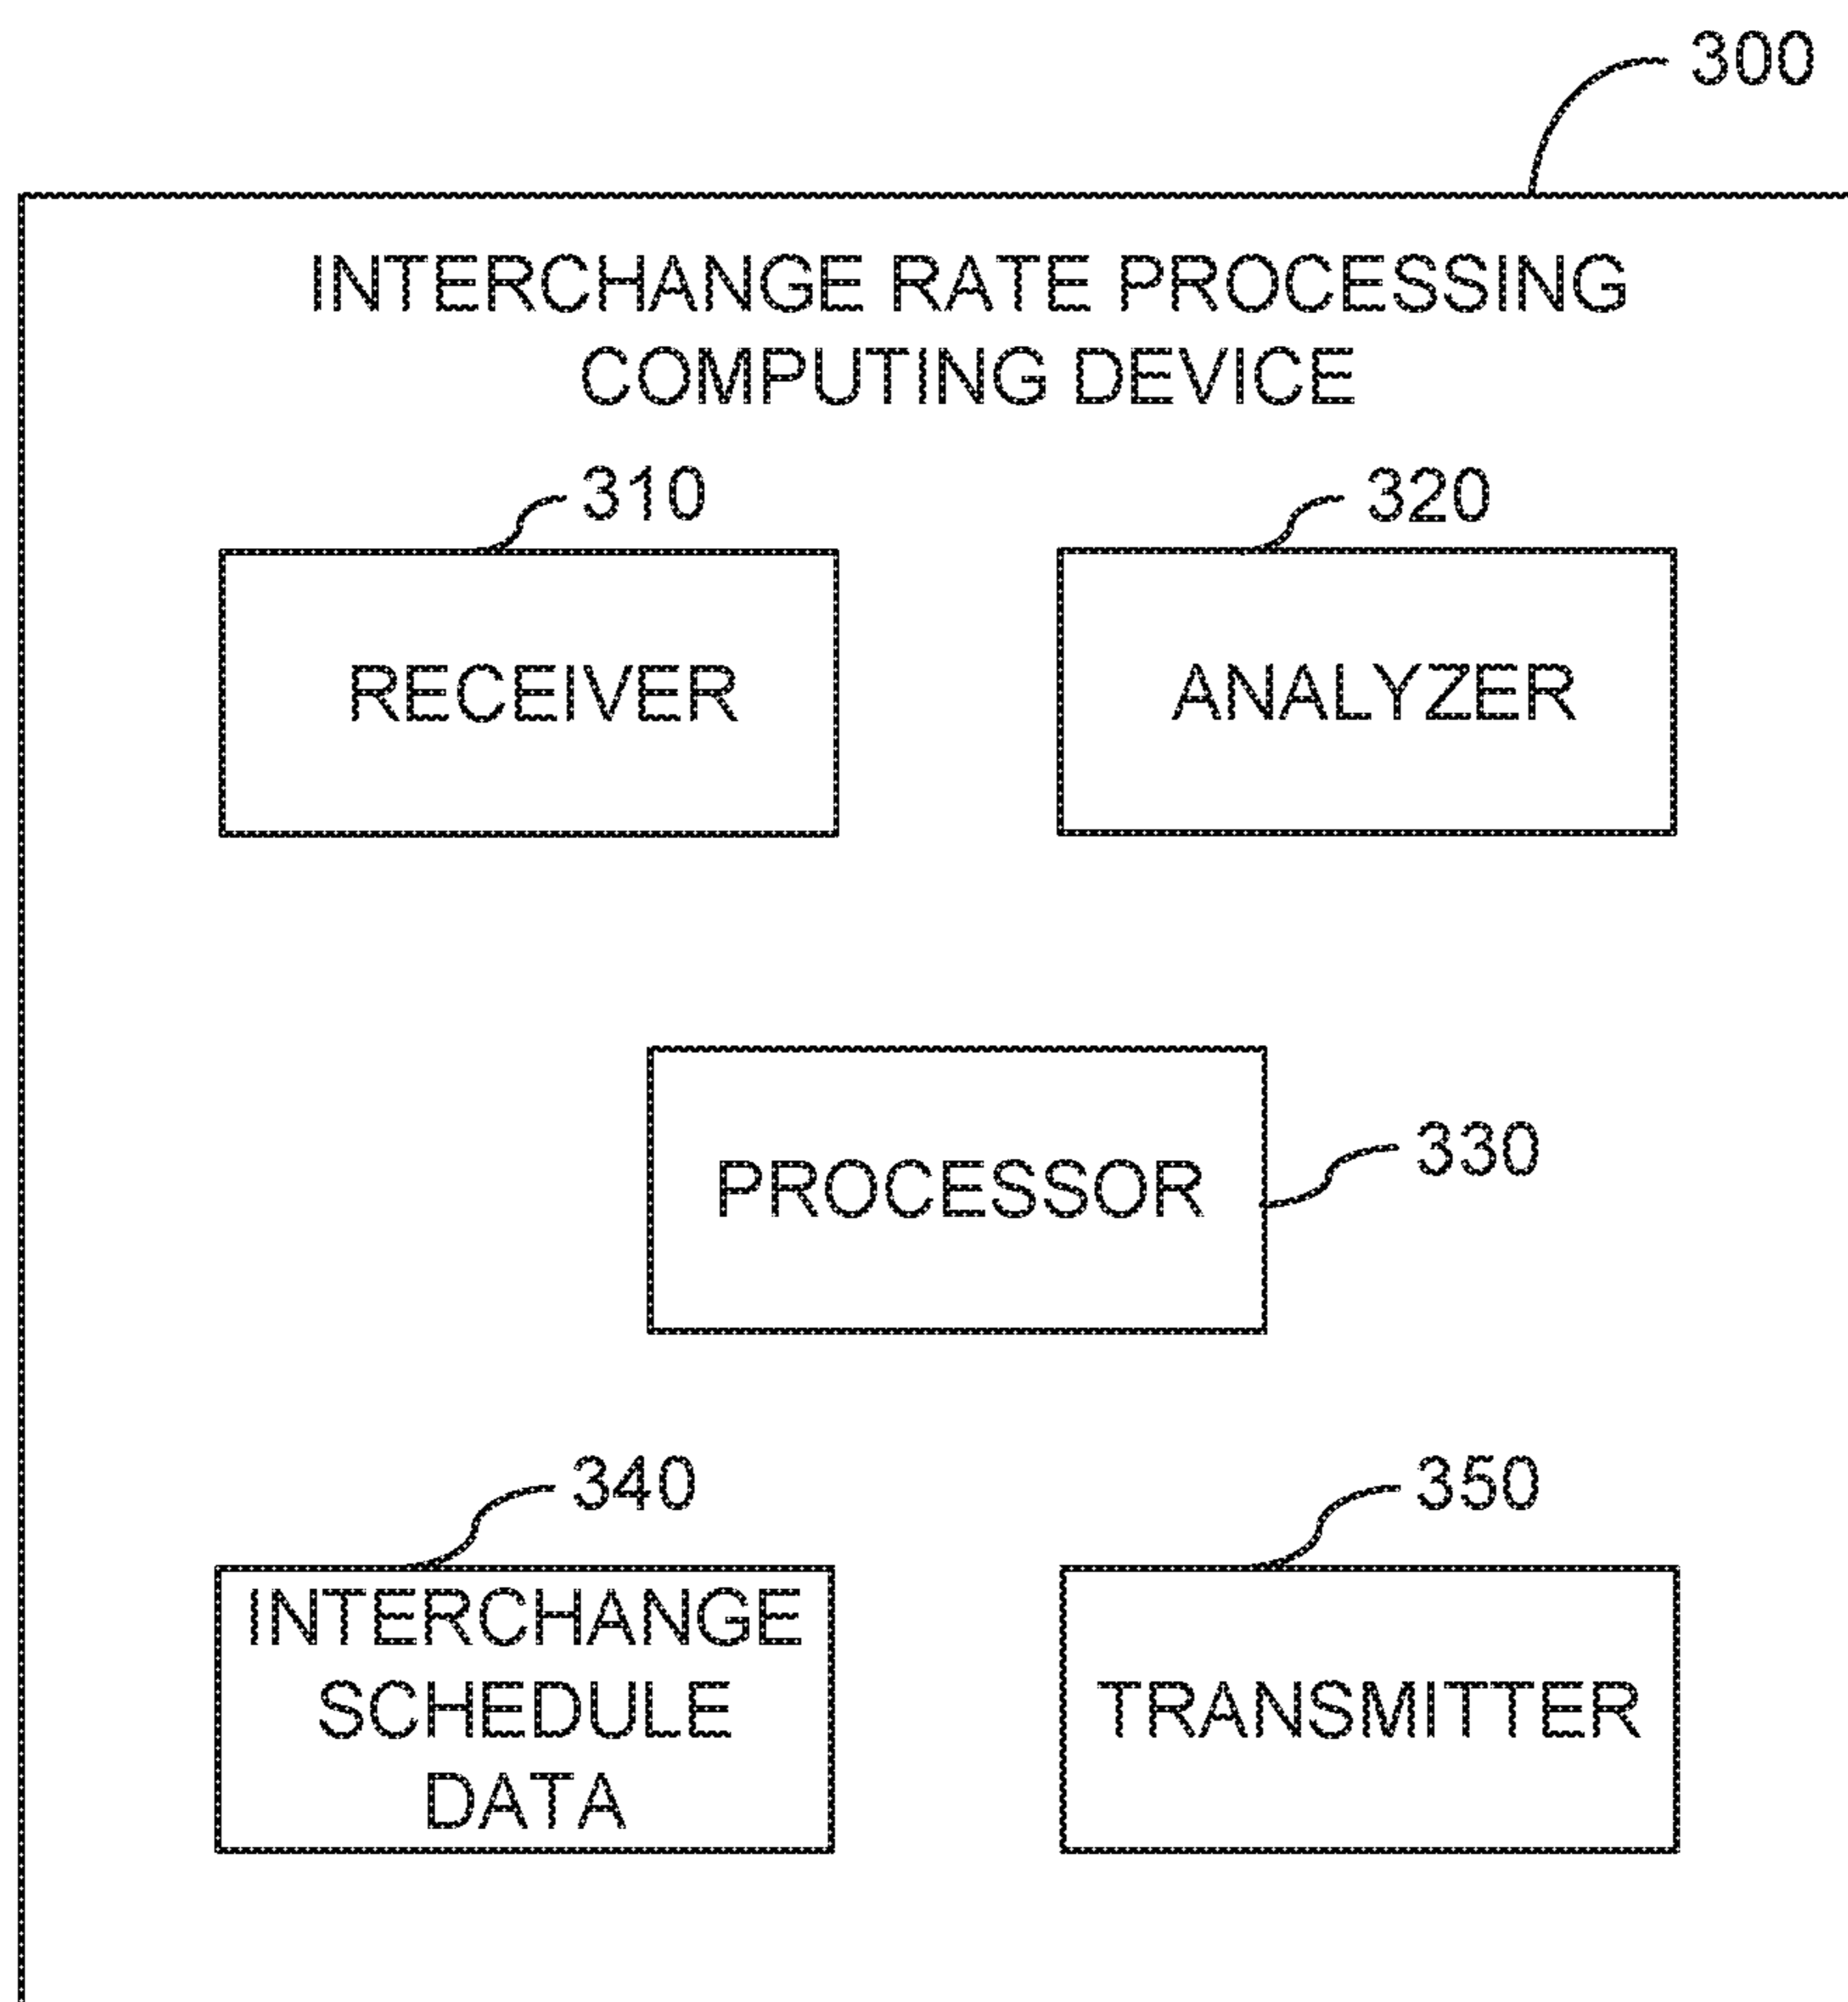 300
INTERCHANGE RATE PROCESSING
COMPUTING DEVICE
310
320
RECEIVER
ANALYZER
PROCESSOR
330
340
350
INTERCHANGE
SCHEDULE
DATA
TRANSMITTER